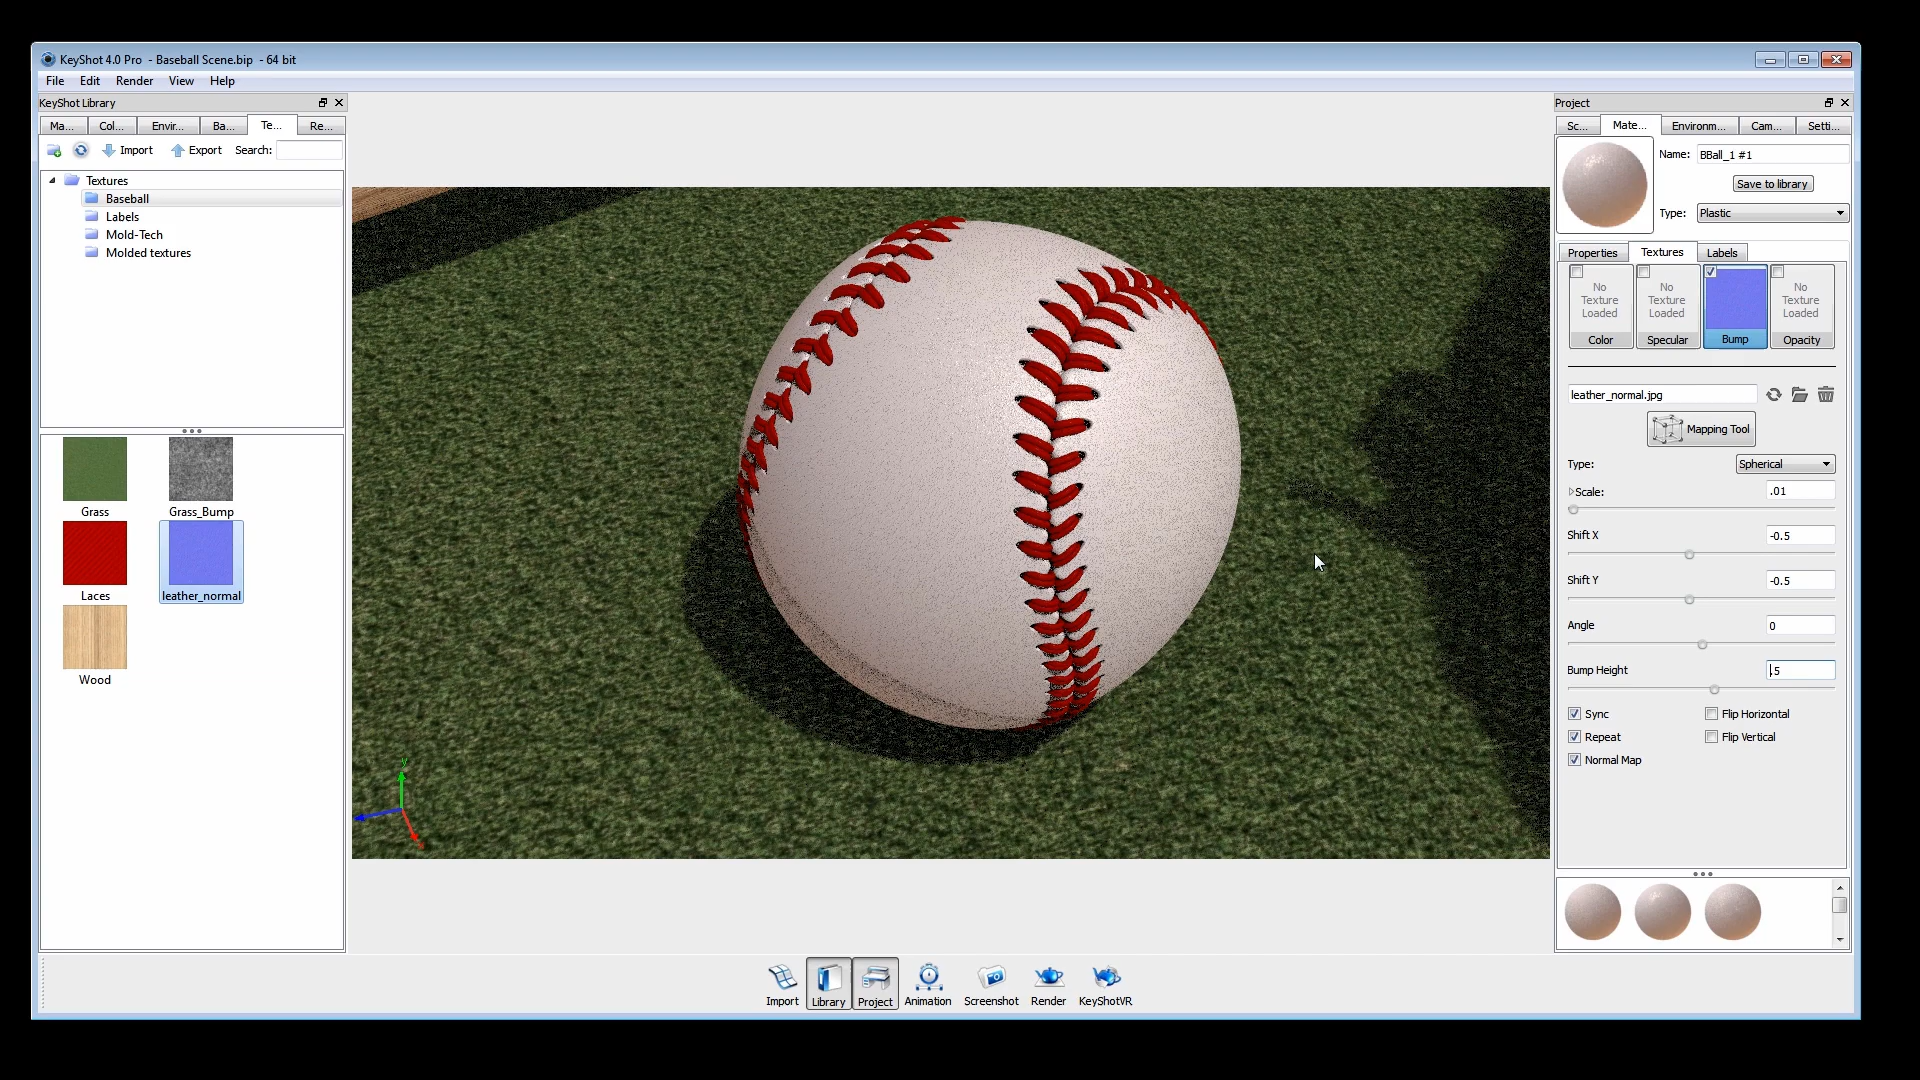 KeyShot 4.0 Pro - Baseball Scene.bip - 64 bit
File Edit Render View Help
KeyShot Library
Ma... Col... Envir... Ba... Te... Re...
Import Export Search:
Textures
Baseball
Labels
Mold-Tech
Molded textures
Grass Grass_Bump
Laces leather_normal
Wood
y
Project
Sc... Mate... Environm... Cam... Setti...
Name: BBall_1 #1
Save to library
Type: Plastic
Properties Textures Labels
No Texture Loaded
Color
No Texture Loaded
Specular
Bump
No Texture Loaded
Opacity
leather_normal.jpg
Mapping Tool
Type: Spherical
Scale: .01
Shift X -0.5
Shift Y -0.5
Angle 0
Bump Height .5
Sync Flip Horizontal
Repeat Flip Vertical
Normal Map
Import Library Project Animation Screenshot Render KeyShotVR